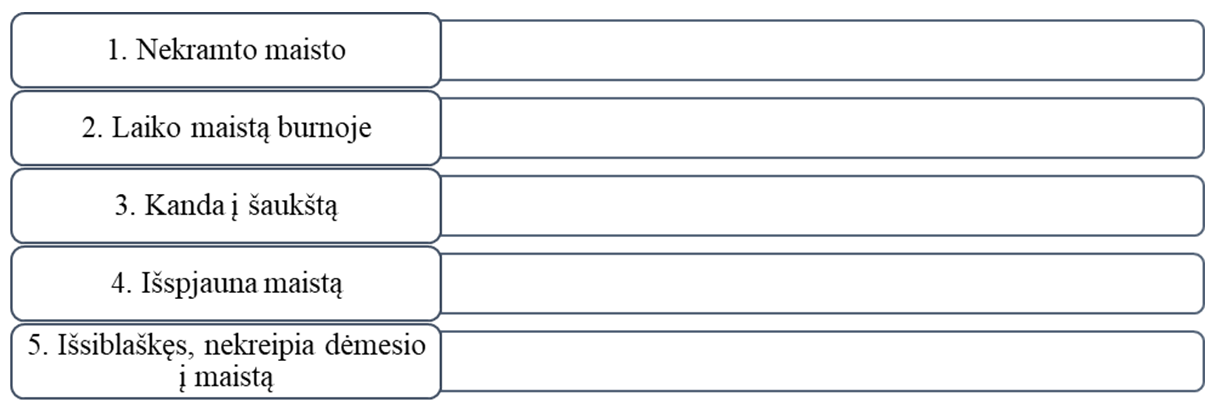 1. Nekramto maisto
2. Laiko maistą burnoje
3. Kanda į šaukštą
4. Išspjauna maistą
5. Išsiblaškęs, nekreipia dėmesio
į maistą